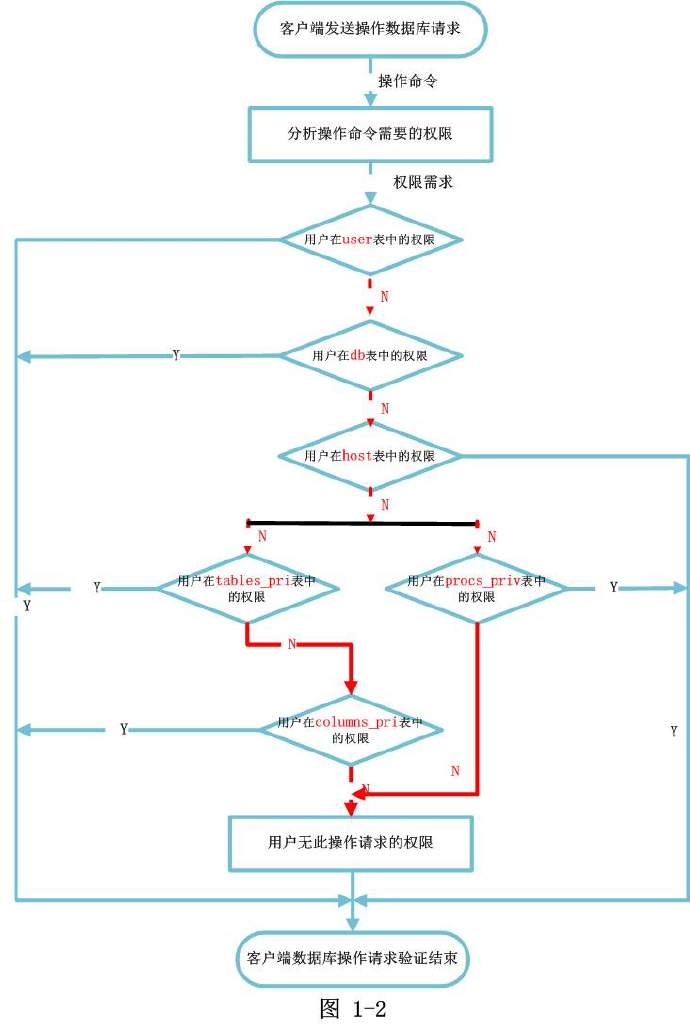 客户端发送操作数据库请求
操作命令
分析操作命令需要的权限
权限需求
用户在user表中的权限
N
用户在db表中的权限
Y
N
用户在host表中的权限
N
N
N
用户在tables_pri表中
的权限
用户在procs_priv表中
的权限
Y
Y
Y
N
用户在columns_pri表中
的权限
Y
Y
N
N
用户无此操作请求的权限
客户端数据库操作请求验证结束
图 1-2